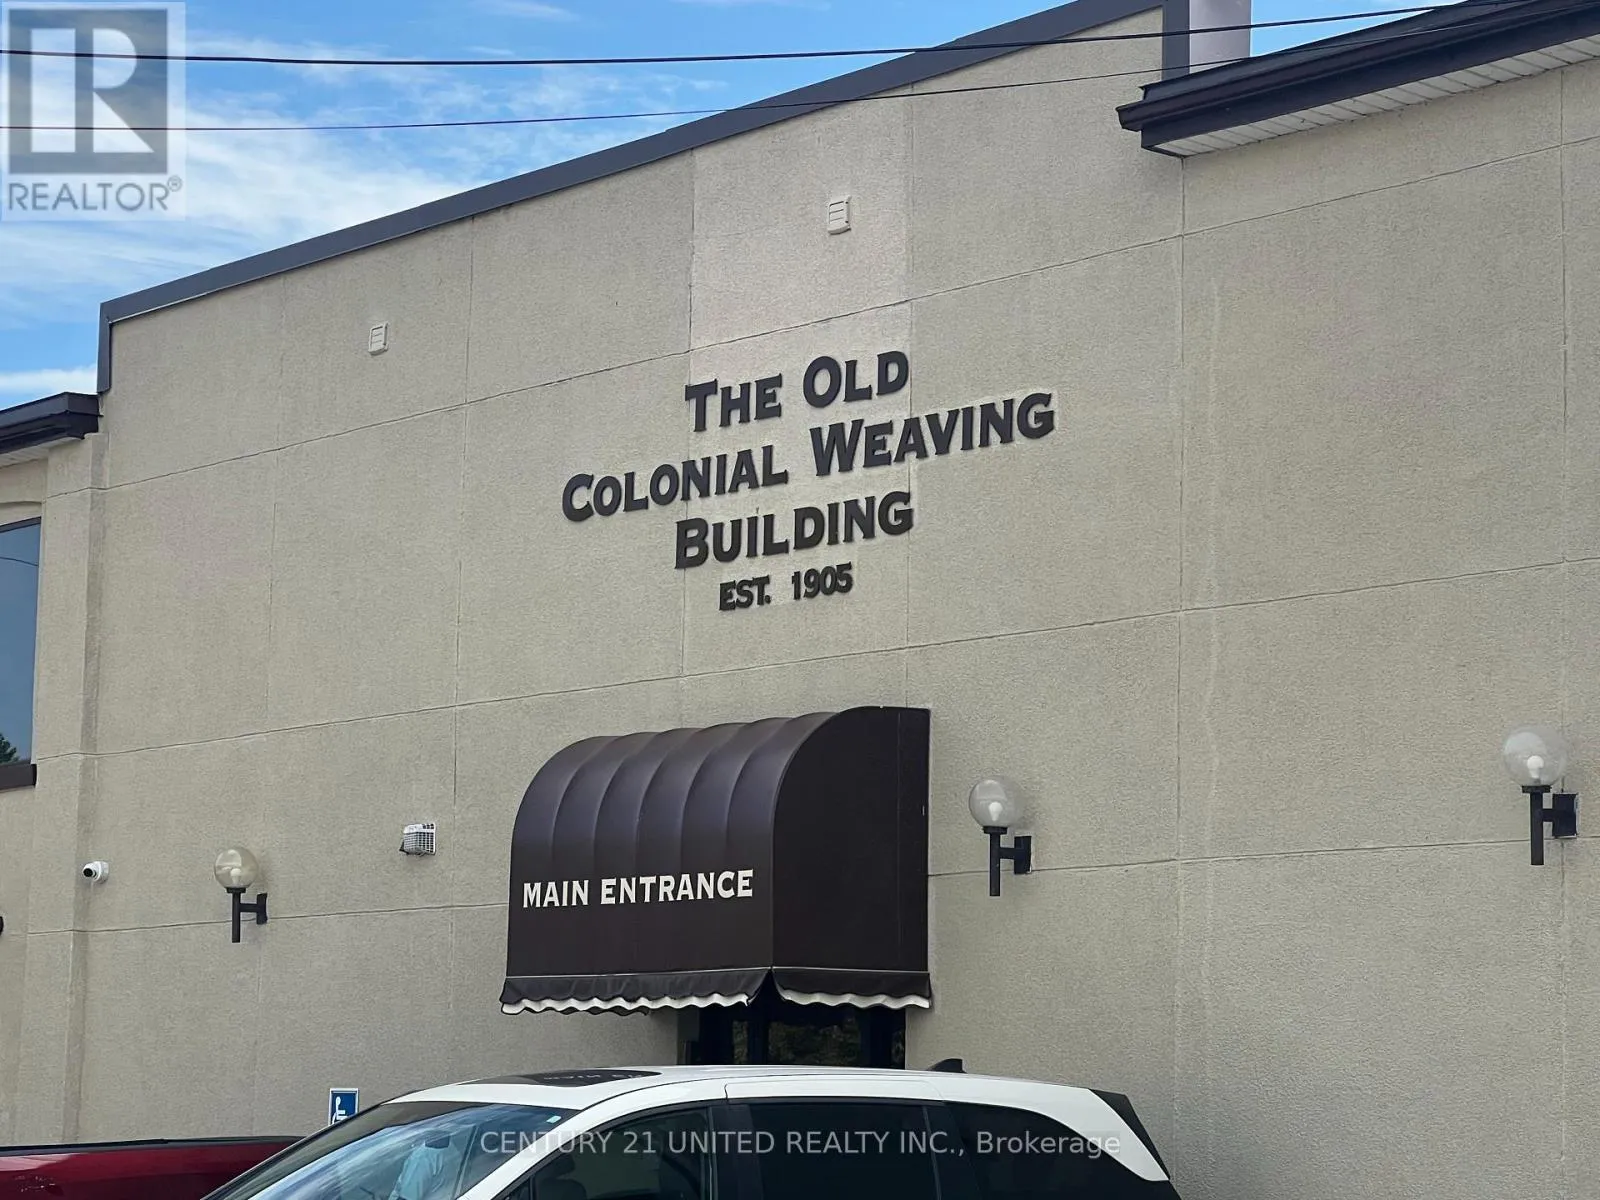 R
REALTOR®
THE OLD
COLONIAL WEAVING
BUILDING
EST. 1905
MAIN ENTRANCE
CENTURY 21 UNITED REALTY INC., Brokerage